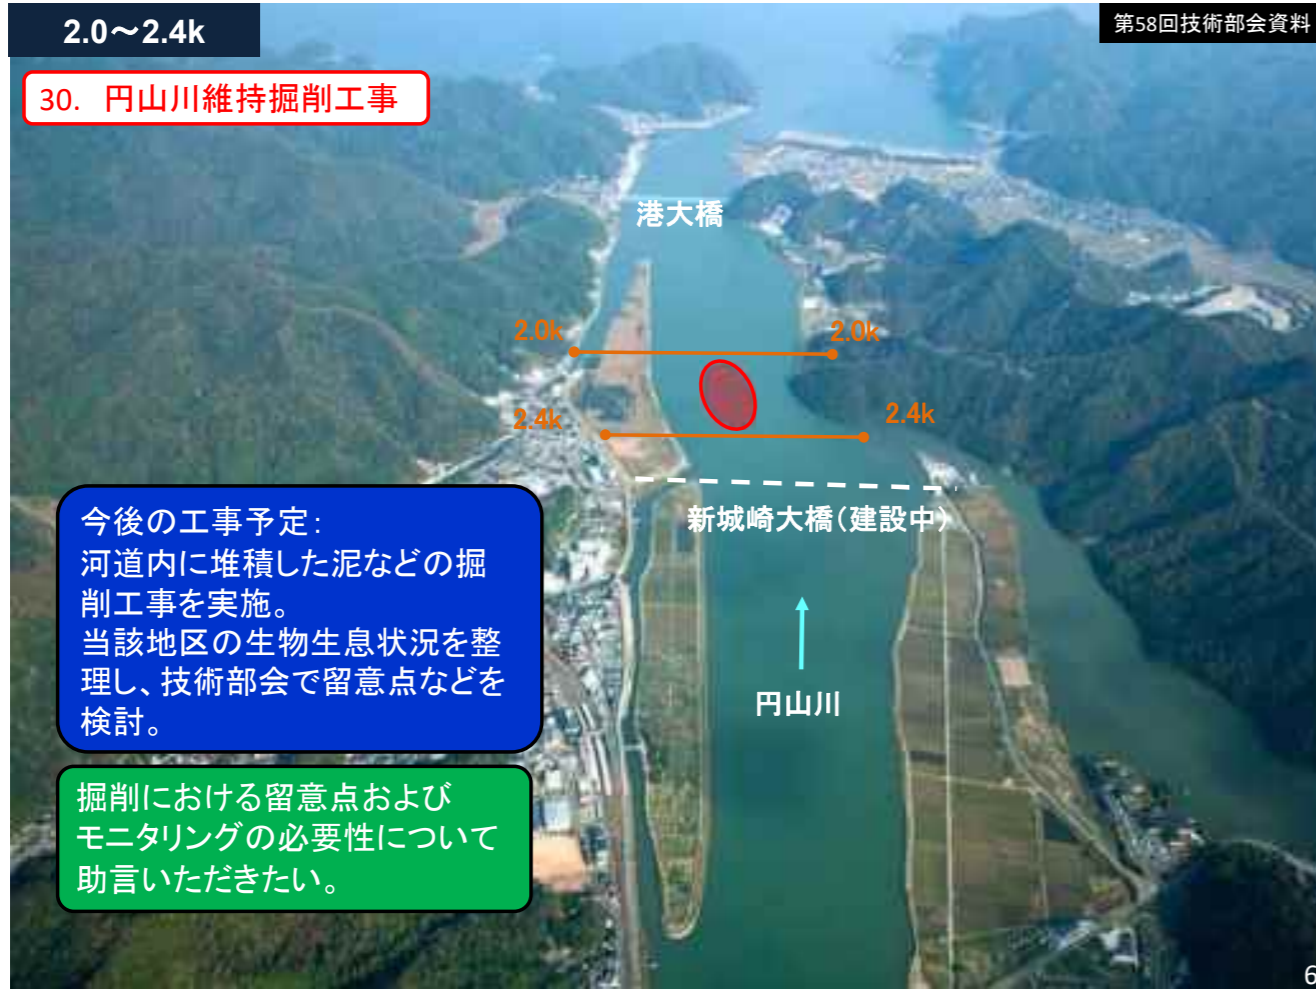 2.0～2.4k
第58回技術部会資料
30. 円山川維持掘削工事
港大橋
2.0k
2.0k
2.4k
2.4k
新城崎大橋(建設中)
今後の工事予定:
河道内に堆積した泥などの掘
削工事を実施。
当該地区の生物生息状況を整
理し、技術部会で留意点などを
検討。
円山川
掘削における留意点および
モニタリングの必要性について
助言いただきたい。
6